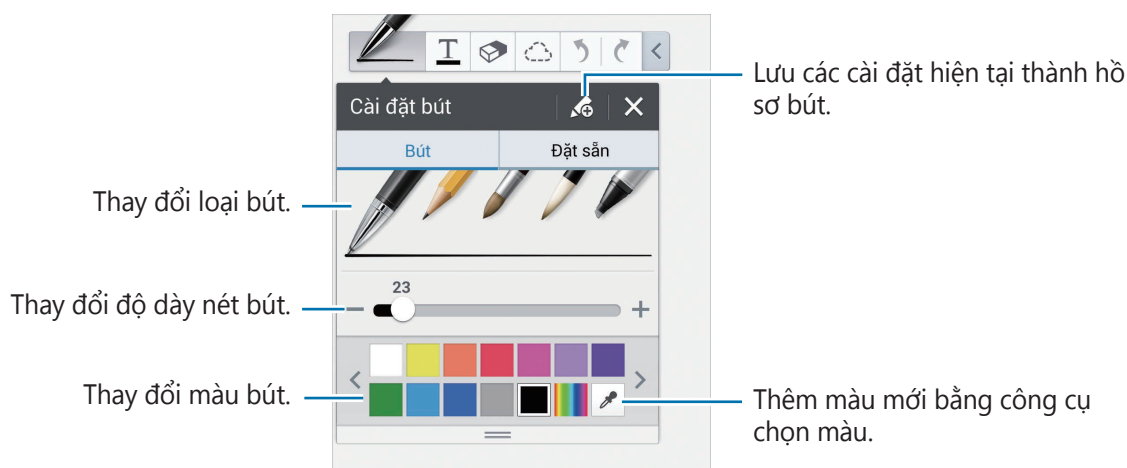 T
Lưu các cài đặt hiện tại thành hồ
sơ bút.
Cài đặt bút
Bút
Đặt sẵn
Thay đổi loại bút.
23
Thay đổi độ dày nét bút.
Thay đổi màu bút.
Thêm màu mới bằng công cụ
chọn màu.